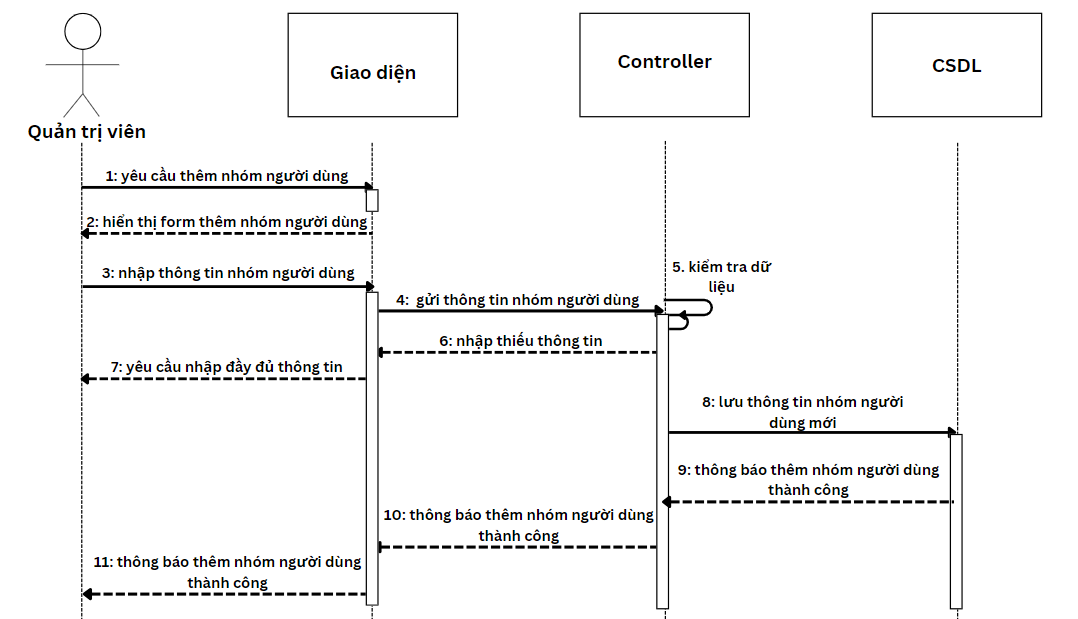 Quản trị viên
Giao diện
Controller
CSDL
1: yêu cầu thêm nhóm người dùng
2: hiển thị form thêm nhóm người dùng
3: nhập thông tin nhóm người dùng
4: gửi thông tin nhóm người dùng
5. kiểm tra dữ
liệu
6: nhập thiếu thông tin
7: yêu cầu nhập đầy đủ thông tin
8: lưu thông tin nhóm người
dùng mới
9: thông báo thêm nhóm người dùng
thành công
10: thông báo thêm nhóm người dùng
thành công
11: thông báo thêm nhóm người dùng
thành công